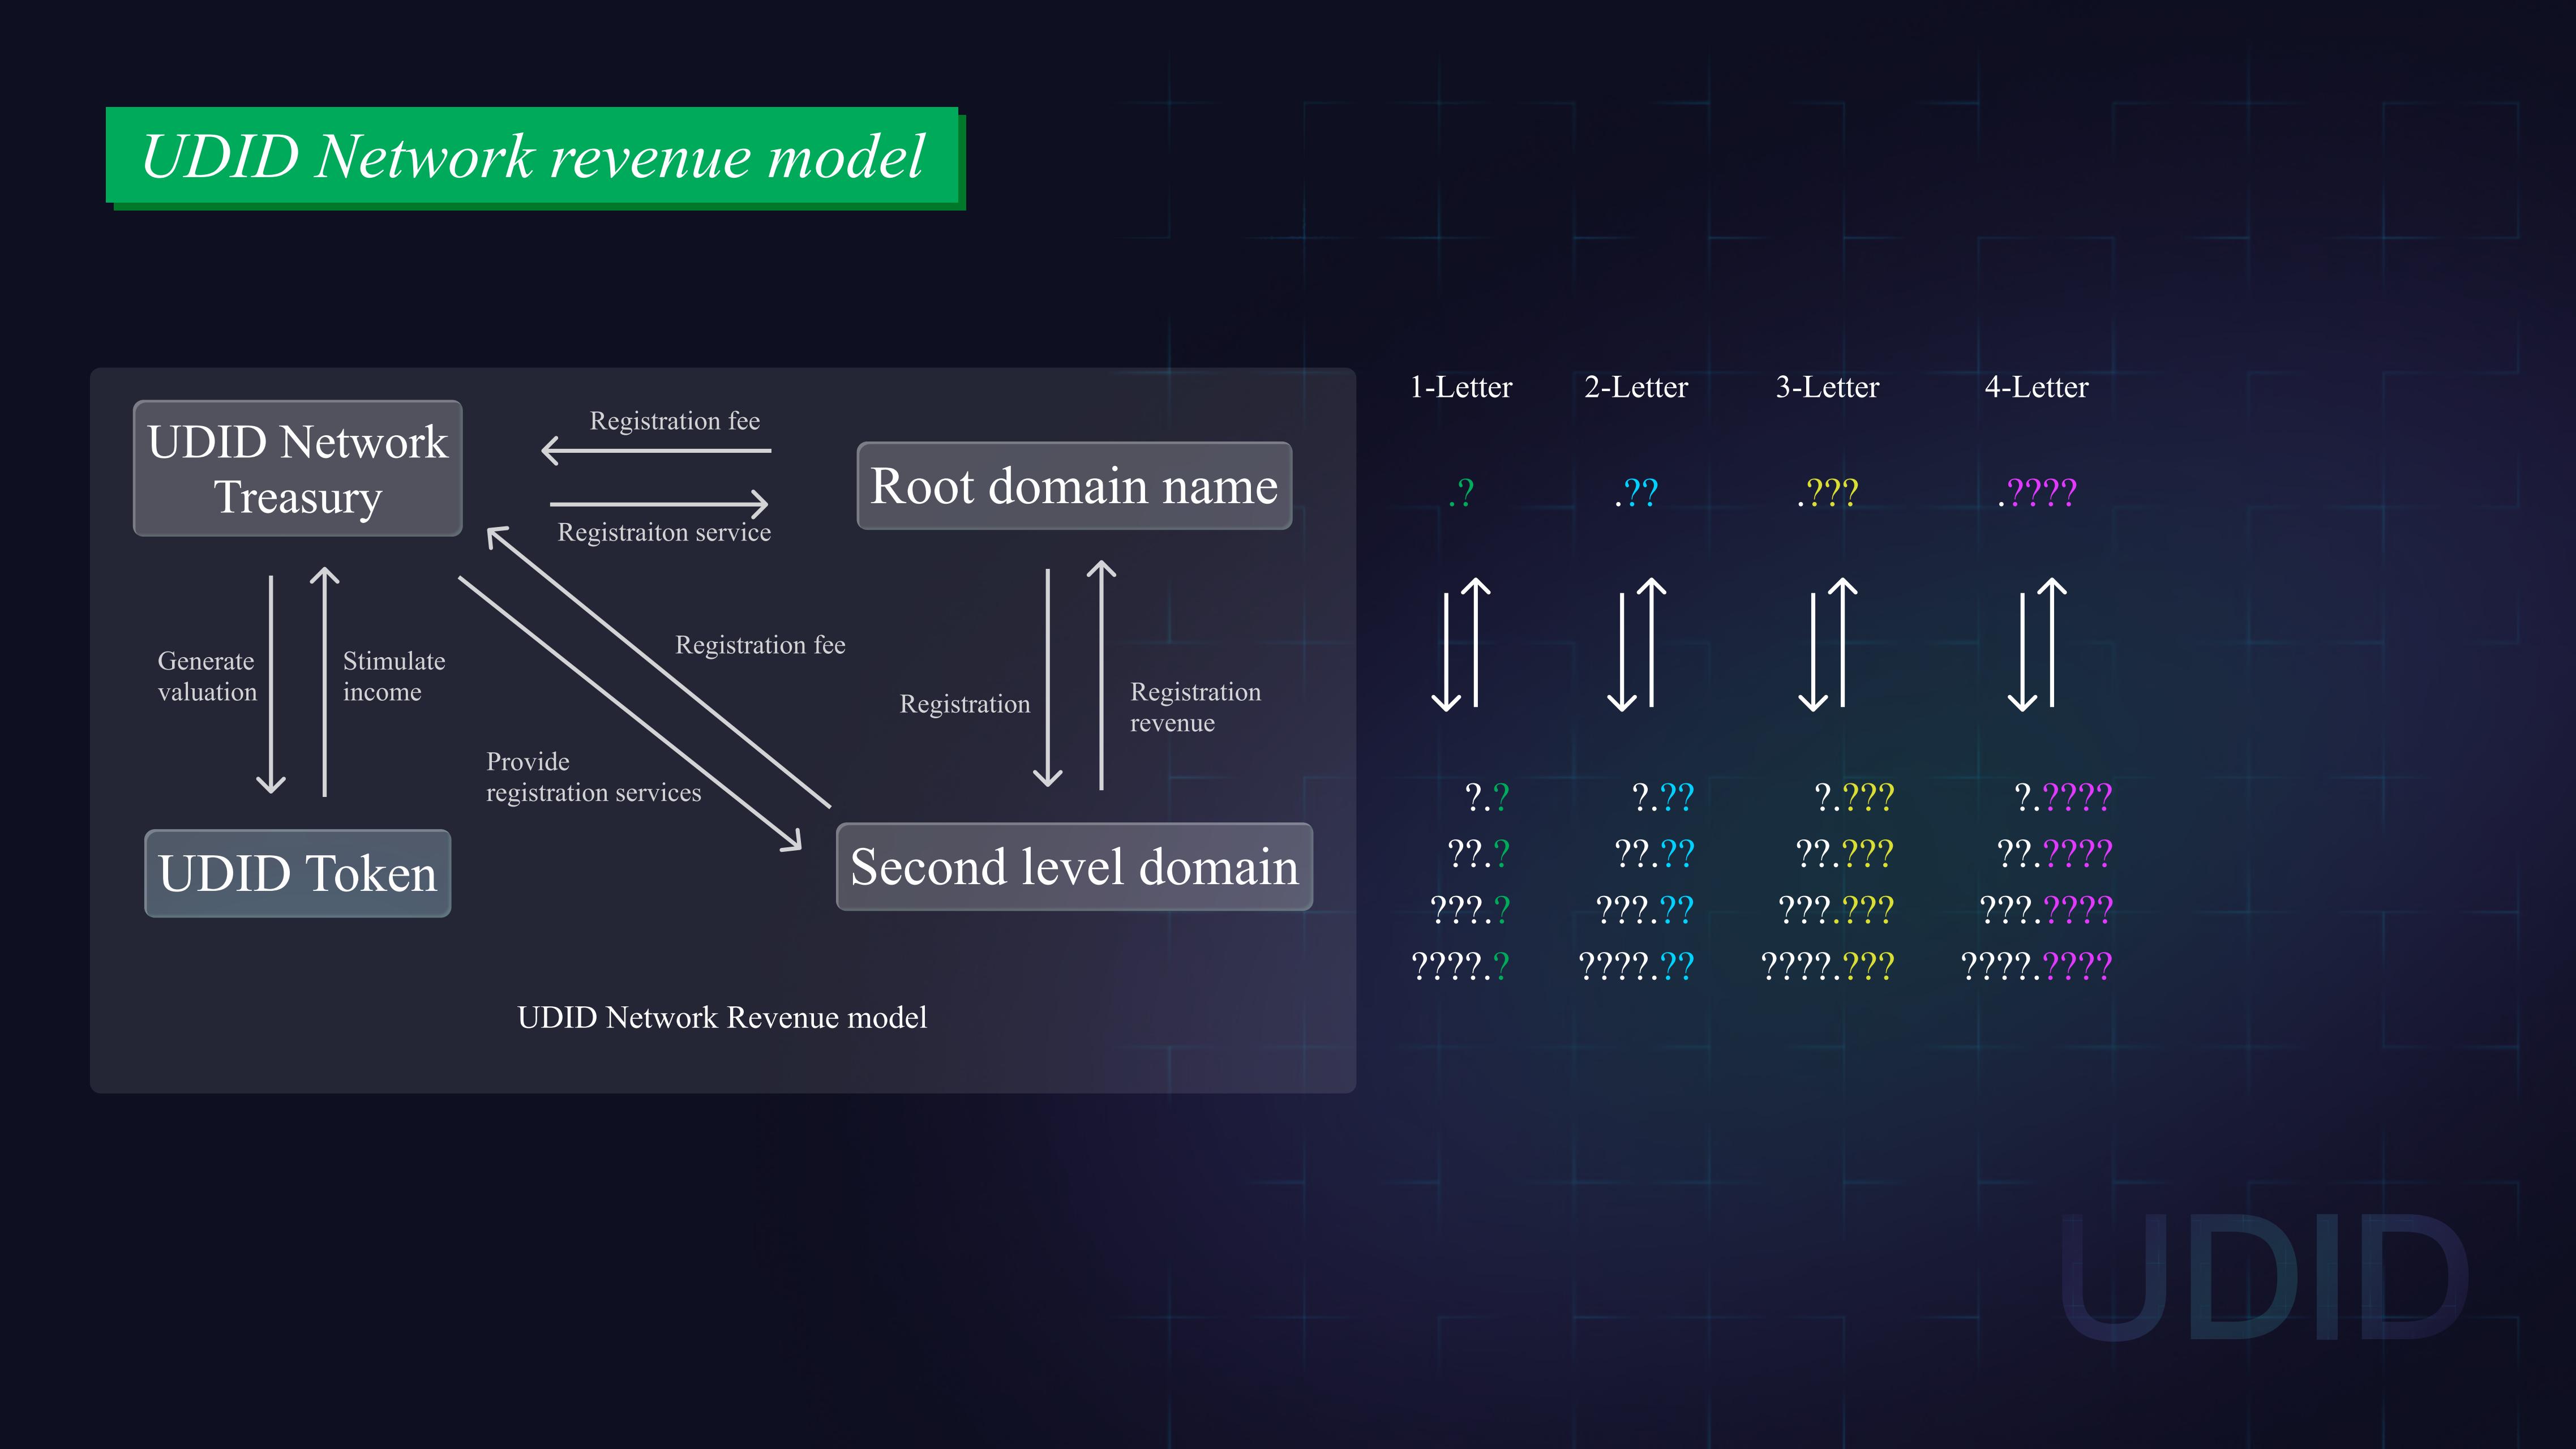 UDID Network revenue model
UDID Network
Treasury
Registration fee
Registraiton service
Root domain name
Generate
valuation
Stimulate
income
Registration fee
Provide
registration services
Registration
Registration
revenue
UDID Token
Second level domain
UDID Network Revenue model
1-Letter 2-Letter 3-Letter 4-Letter
.? .?? .??? .????
?.? ?.?? ?.??? ?.????
??.? ??.?? ??.??? ??.????
???.? ???.?? ???.??? ???.????
????.? ????.?? ????.??? ????.????
UDID